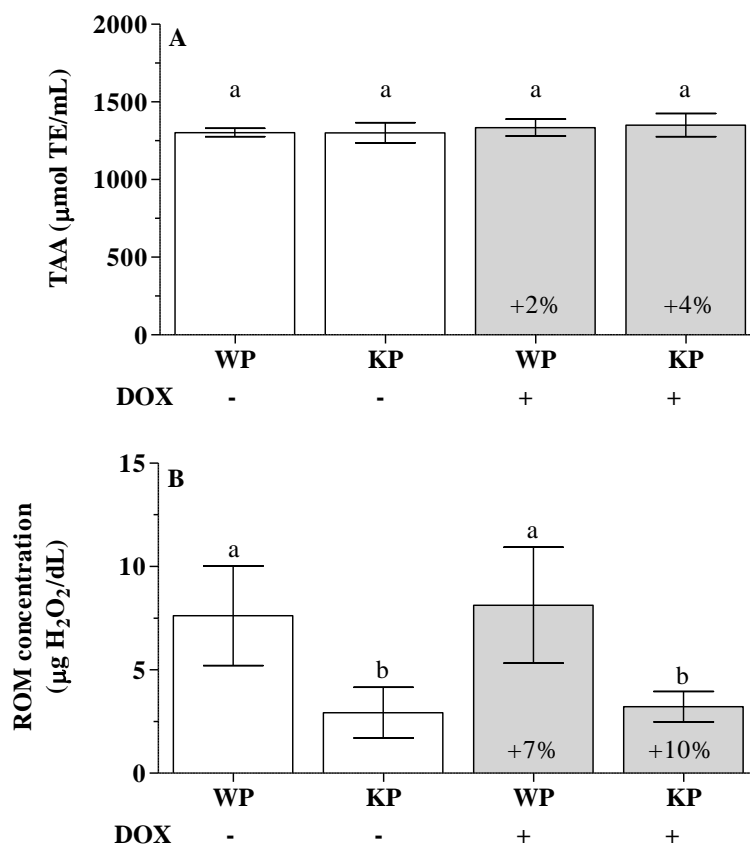 A
2000
1500
1000
500
0
TAA (μmol TE/mL)
a a a a
+2% +4%
WP KP WP KP
DOX - - + +
B
15
10
5
0
ROM concentration
(μg H₂O₂/dL)
a b a b
+7% +10%
WP KP WP KP
DOX - - + +